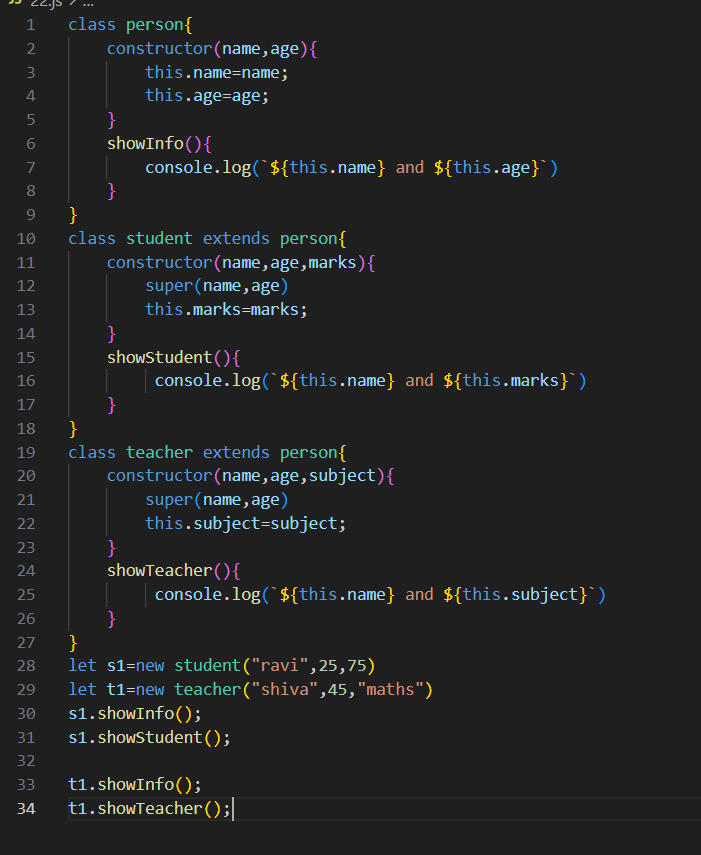 JS 22.js > ...
1 class person{
2     constructor(name,age){
3         this.name=name;
4         this.age=age;
5     }
6     showInfo(){
7         console.log(`${this.name} and ${this.age}`)
8     }
9 }
10 class student extends person{
11     constructor(name,age,marks){
12         super(name,age)
13         this.marks=marks;
14     }
15     showStudent(){
16          console.log(`${this.name} and ${this.marks}`)
17     }
18 }
19 class teacher extends person{
20     constructor(name,age,subject){
21         super(name,age)
22         this.subject=subject;
23     }
24     showTeacher(){
25          console.log(`${this.name} and ${this.subject}`)
26     }
27 }
28 let s1=new student("ravi",25,75)
29 let t1=new teacher("shiva",45,"maths")
30 s1.showInfo();
31 s1.showStudent();
32
33 t1.showInfo();
34 t1.showTeacher();